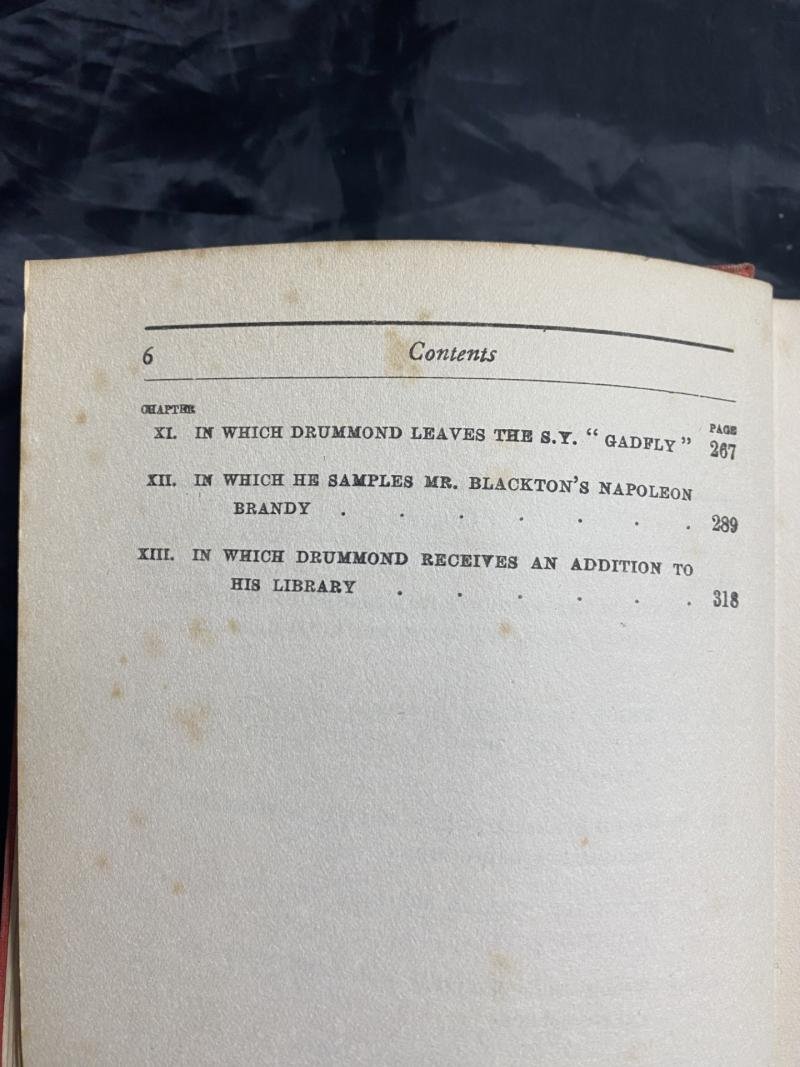 6 Contents
CHAPTER PAGE
XI. IN WHICH DRUMMOND LEAVES THE S.Y. “ GADFLY ” 267
XII. IN WHICH HE SAMPLES MR. BLACKTON'S NAPOLEON
BRANDY . . . . . . . 289
XIII. IN WHICH DRUMMOND RECEIVES AN ADDITION TO
HIS LIBRARY . . . . . . 318